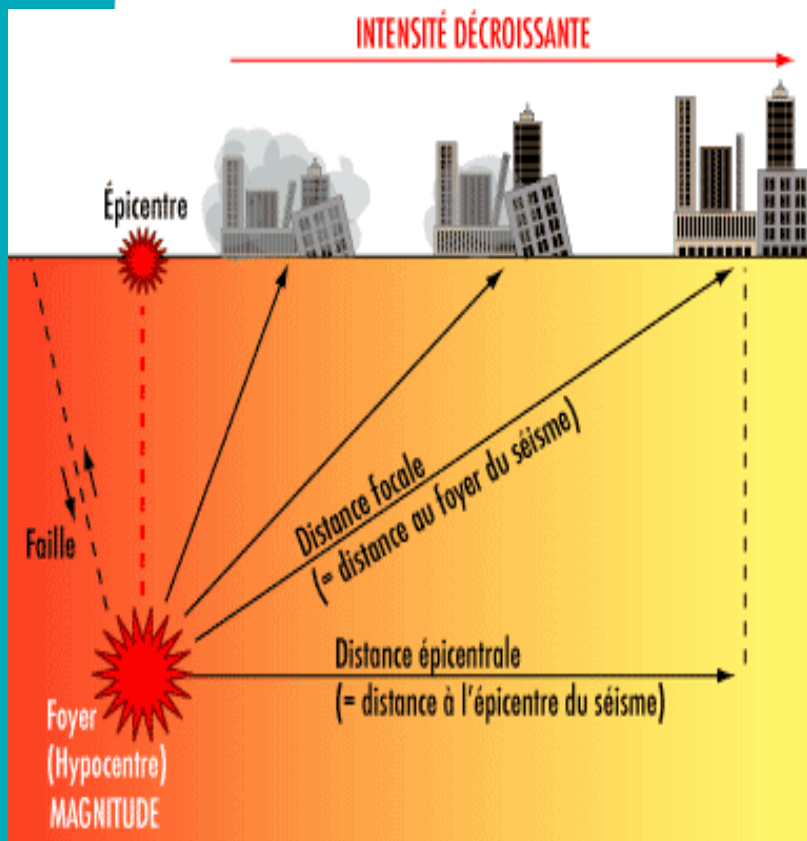 INTENSITÉ DÉCROISSANTE
Épicentre
Faille
Distance focale
(= distance au foyer du séisme)
Distance épicentrale
(= distance à l'épicentre du séisme)
Foyer
(Hypocentre)
MAGNITUDE